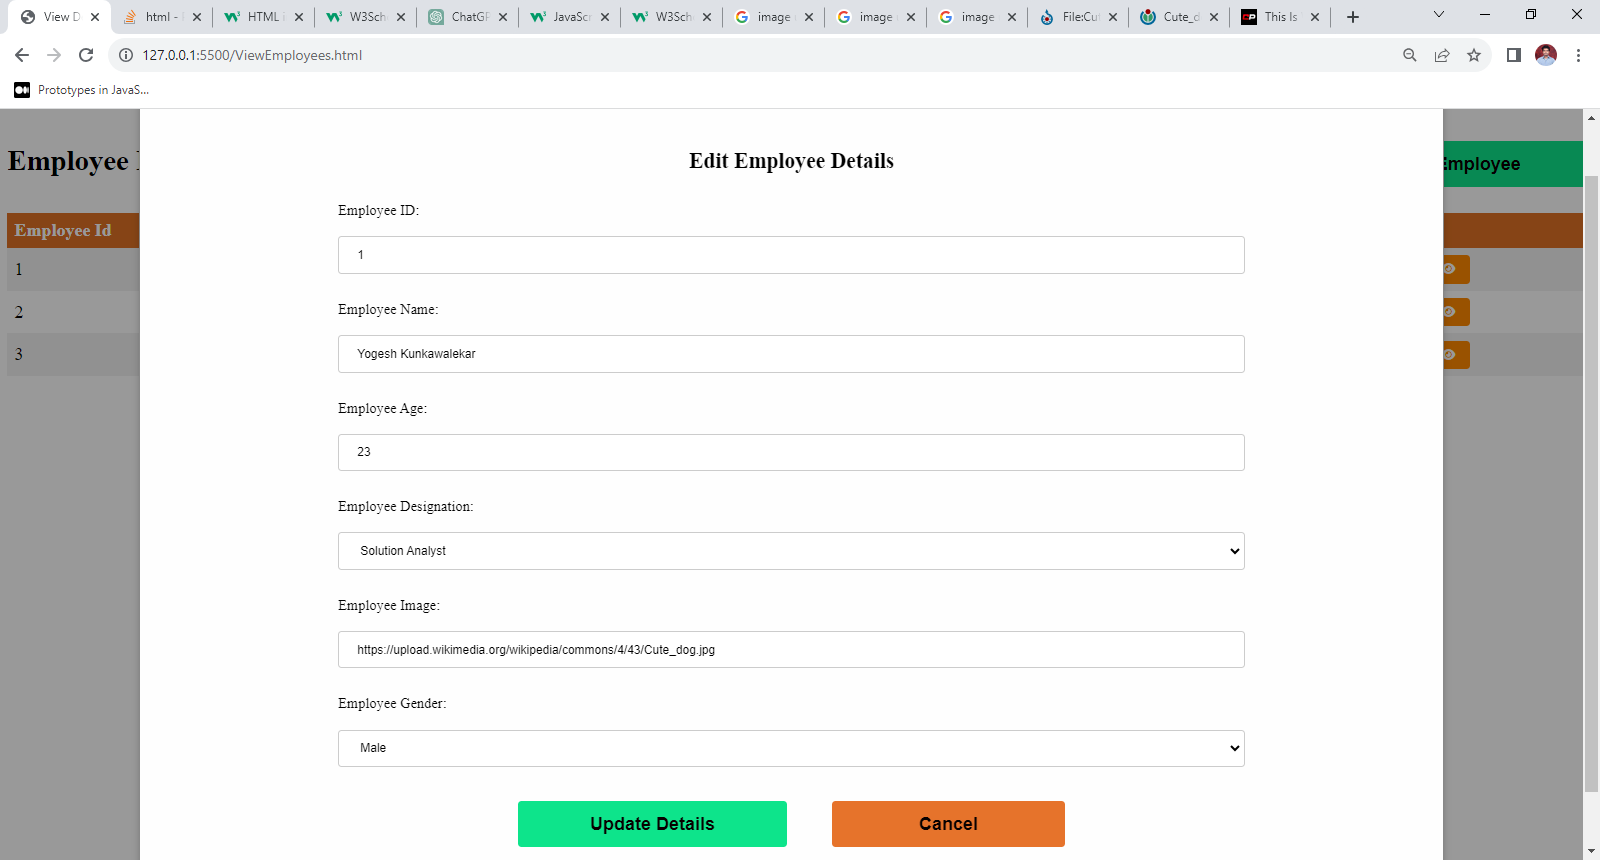 View D
html -
HTML i
W3Sch
ChatGP
JavaScr
W3Sch
image
image
image
File:Cu
Cute_d
This Is
127.0.0.1:5500/ViewEmployees.html
Prototypes in JavaS...
Employee
Edit Employee Details
Employee
Employee Id
1
2
3
Employee ID:
1
Employee Name:
Yogesh Kunkawalekar
Employee Age:
23
Employee Designation:
Solution Analyst
Employee Image:
https://upload.wikimedia.org/wikipedia/commons/4/43/Cute_dog.jpg
Employee Gender:
Male
Update Details
Cancel